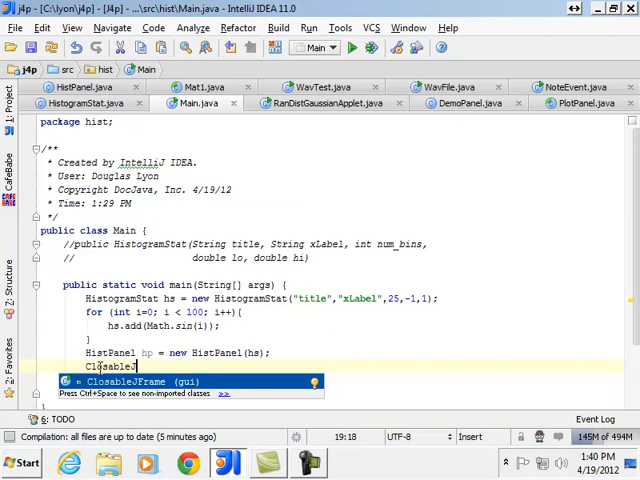 j4p - [C:\lyon\j4p] - [J4p] - ...\src\hist\Main.java - IntelliJ IDEA 11.0
File Edit View Navigate Code Analyze Refactor Build Run Tools VCS Window Help
Main
j4p src hist Main
HistPanel.java Mat1.java WavTest.java WavFile.java NoteEvent.java
HistogramStat.java Main.java RanDistGaussianApplet.java DemoPanel.java PlotPanel.java
1: Project
CafeBabe
7: Structure
2: Favorites
package hist;
/**
* Created by IntelliJ IDEA.
* User: Douglas Lyon
* Copyright DocJava, Inc. 4/19/12
* Time: 1:29 PM
*/
public class Main {
//public HistogramStat(String title, String xLabel, int num_bins,
// double lo, double hi)
public static void main(String[] args) {
HistogramStat hs = new HistogramStat("title","xLabel",25,-1,1);
for (int i=0; i < 100; i++){
hs.add(Math.sin(i));
}
HistPanel hp = new HistPanel(hs);
ClosableJ
ClosableJFrame (gui)
Press Ctrl+Space to see non-imported classes >>
}
6: TODO Event Log
Compilation: all files are up to date (5 minutes ago) 19:18 UTF-8 Insert 145M of 494M
Start 1:40 PM
4/19/2012